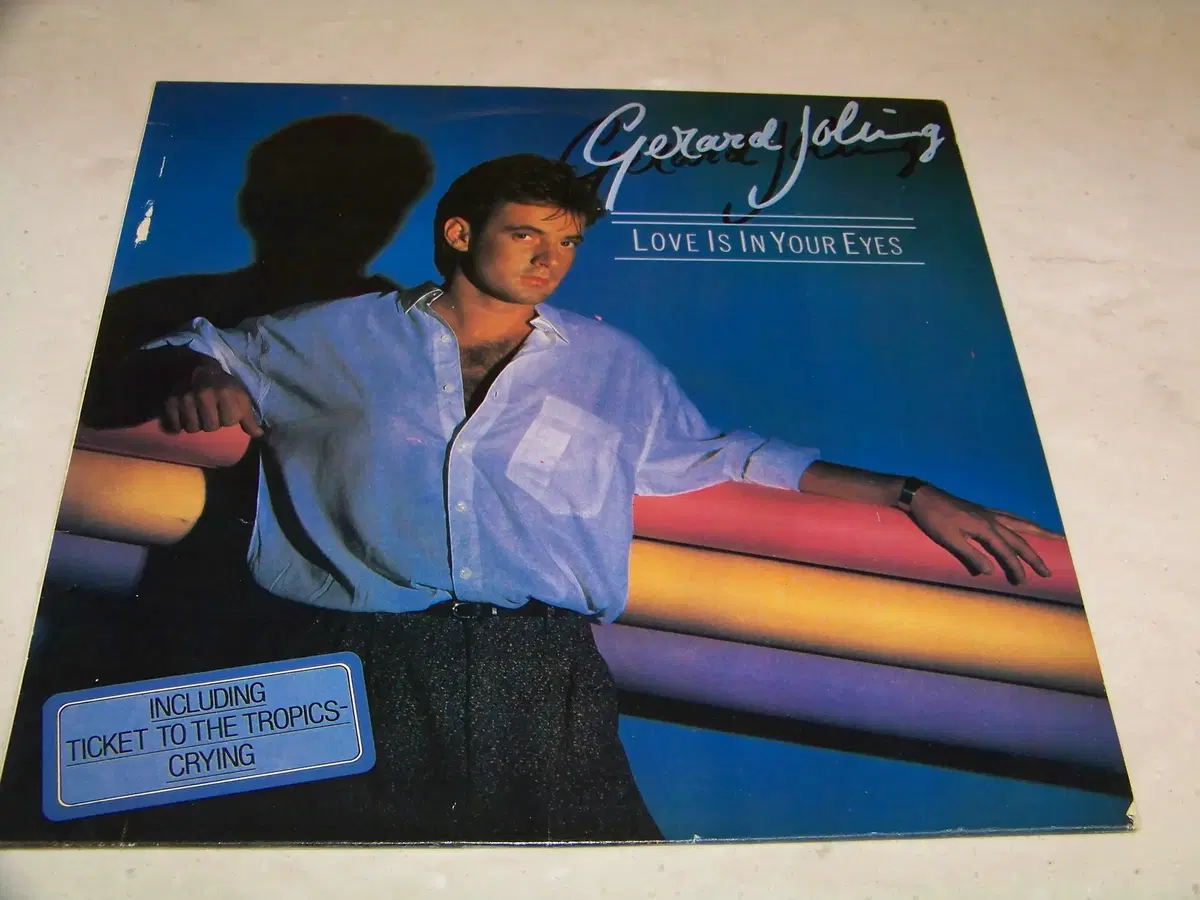 Gerard Joling
LOVE IS IN YOUR EYES
INCLUDING
TICKET TO THE TROPICS-
CRYING